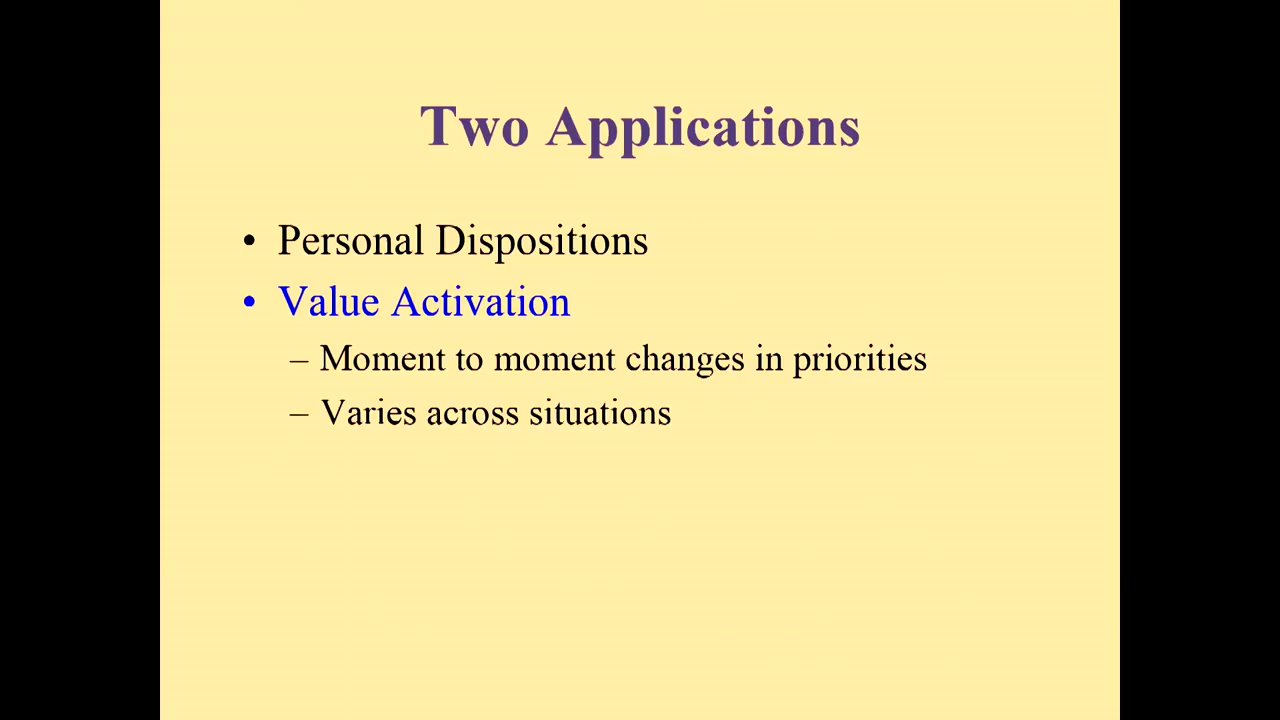 Two Applications
• Personal Dispositions
• Value Activation
– Moment to moment changes in priorities
– Varies across situations